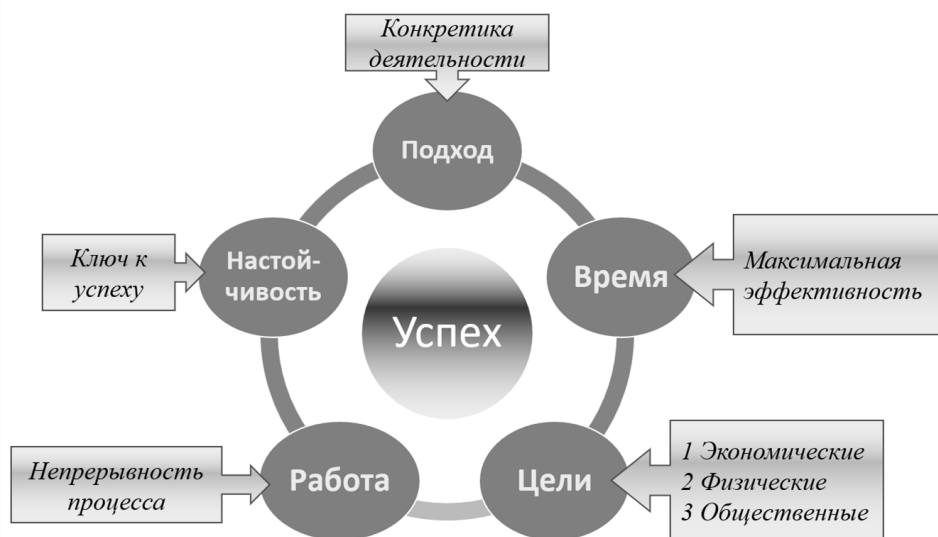 Конкретика
деятельности
Подход
Настой-
чивость
Ключ к
успеху
Время
Максимальная
эффективность
Успех
Работа
Непрерывность
процесса
Цели
1 Экономические
2 Физические
3 Общественные